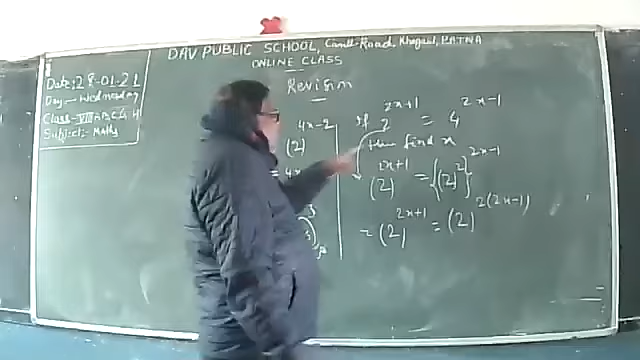 DAV PUBLIC SCHOOL, Cantt-Road, Khagaul, PATNA
ONLINE CLASS
Revision
Date: 28-01-21
Day:- Wednesday
Class:- VIII A, B, C, G, H
Subject:- Maths
4x-2
(2)
= 4x
If 2^{2x+1} = 4^{2x-1}
then find x
(2)^{2x+1} = {(2)^2}^{2x-1}
= (2)^{2x+1} = (2)^{2(2x-1)}